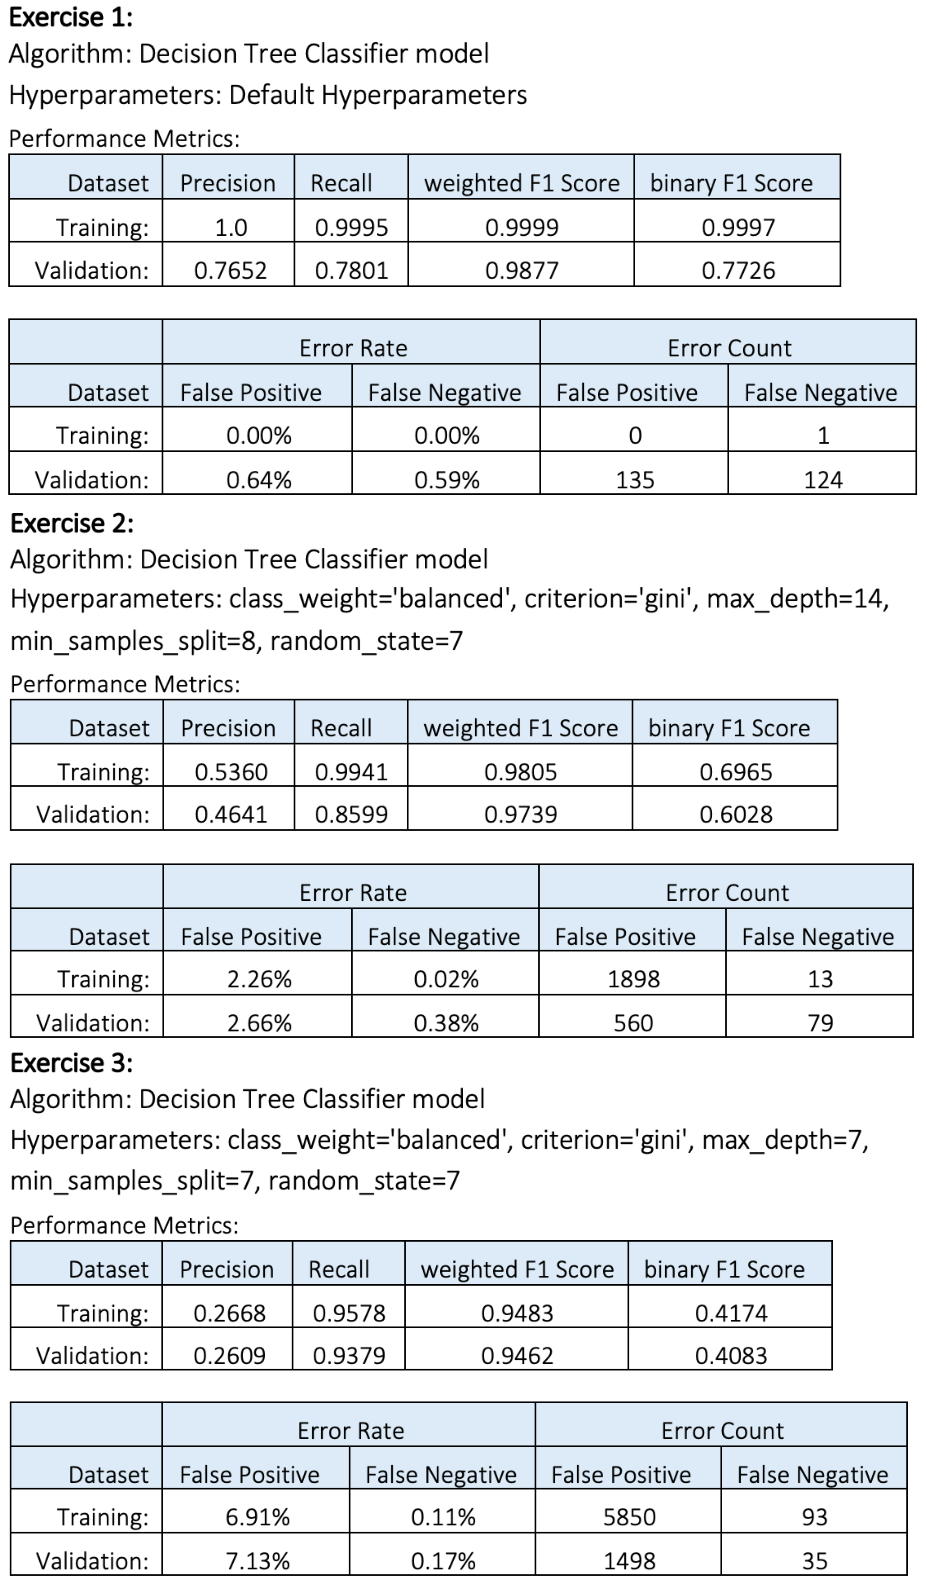 Exercise 1:
Algorithm: Decision Tree Classifier model
Hyperparameters: Default Hyperparameters
Performance Metrics:
Dataset Precision Recall weighted F1 Score binary F1 Score
Training: 1.0 0.9995 0.9999 0.9997
Validation: 0.7652 0.7801 0.9877 0.7726
Error Rate Error Count
Dataset False Positive False Negative False Positive False Negative
Training: 0.00% 0.00% 0 1
Validation: 0.64% 0.59% 135 124
Exercise 2:
Algorithm: Decision Tree Classifier model
Hyperparameters: class_weight='balanced', criterion='gini', max_depth=14,
min_samples_split=8, random_state=7
Performance Metrics:
Dataset Precision Recall weighted F1 Score binary F1 Score
Training: 0.5360 0.9941 0.9805 0.6965
Validation: 0.4641 0.8599 0.9739 0.6028
Error Rate Error Count
Dataset False Positive False Negative False Positive False Negative
Training: 2.26% 0.02% 1898 13
Validation: 2.66% 0.38% 560 79
Exercise 3:
Algorithm: Decision Tree Classifier model
Hyperparameters: class_weight='balanced', criterion='gini', max_depth=7,
min_samples_split=7, random_state=7
Performance Metrics:
Dataset Precision Recall weighted F1 Score binary F1 Score
Training: 0.2668 0.9578 0.9483 0.4174
Validation: 0.2609 0.9379 0.9462 0.4083
Error Rate Error Count
Dataset False Positive False Negative False Positive False Negative
Training: 6.91% 0.11% 5850 93
Validation: 7.13% 0.17% 1498 35